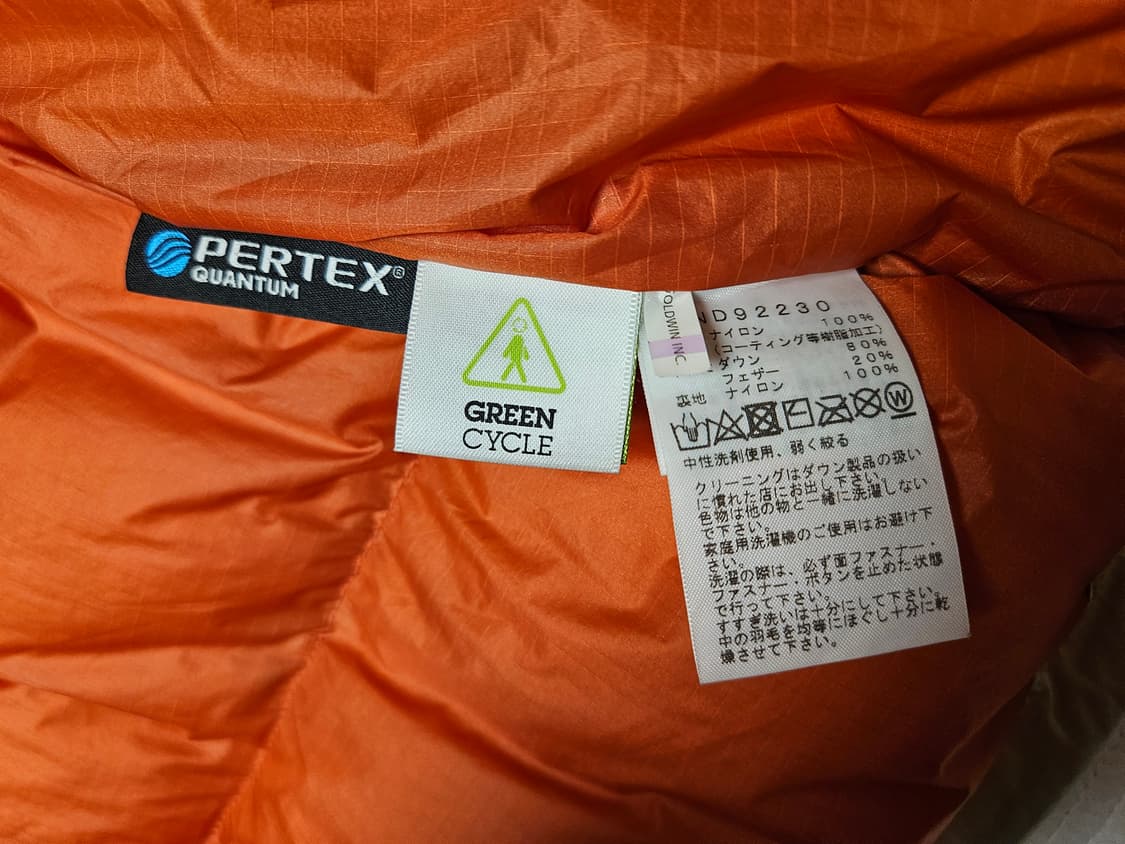 PERTEX®
QUANTUM
GREEN
CYCLE
OLDWIN INC.
ND92230
ナイロン 100%
(コーティング等樹脂加工)
ダウン 80%
フェザー 20%
裏地 ナイロン 100%
W
中性洗剤使用、弱く絞る
クリーニングはダウン製品の扱い
に慣れた店にお出し下さい。
色物は他の物と一緒に洗濯しない
で下さい。
家庭用洗濯機のご使用はお避け下
さい。
洗濯の際は、必ず面ファスナー・
ファスナー・ボタンを止めた状態
で行って下さい。
すすぎ洗いは十分にして下さい。
中の羽毛を均等にほぐし十分に乾
燥させて下さい。